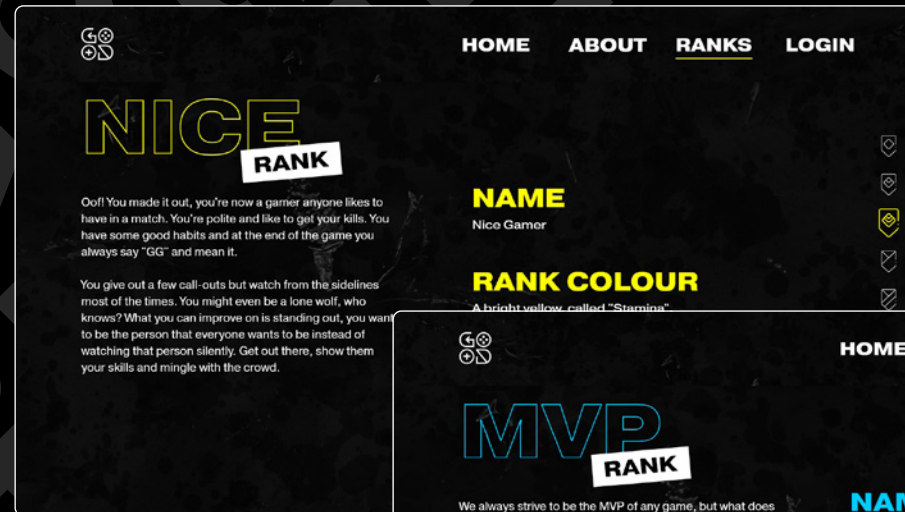 HOME ABOUT RANKS LOGIN
NICE
RANK
Oof! You made it out, you're now a gamer anyone likes to
have in a match. You're polite and like to get your kills. You
have some good habits and at the end of the game you
always say "GG" and mean it.
You give out a few call-outs but watch from the sidelines
most of the times. You might even be a lone wolf, who
knows? What you can improve on is standing out, you want
to be the person that everyone wants to be instead of
watching that person silently. Get out there, show them
your skills and mingle with the crowd.
NAME
Nice Gamer
RANK COLOUR
A bright yellow, called "Stamina".
HOME
MVP
RANK
We always strive to be the MVP of any game, but what does